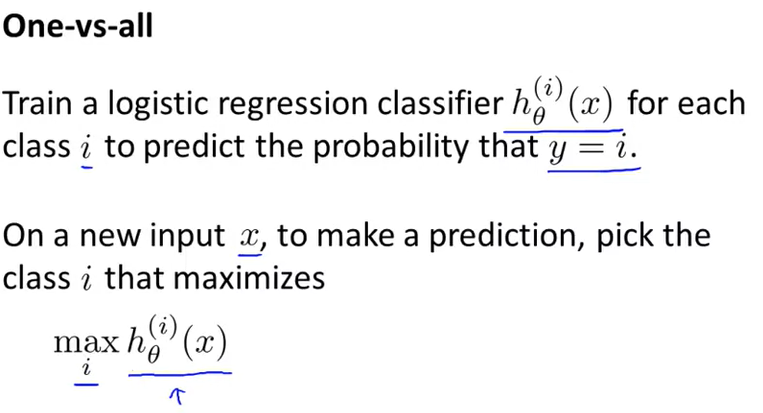 One-vs-all
Train a logistic regression classifier $h_\theta^{(i)}(x)$ for each
class $i$ to predict the probability that $y = i$.
On a new input $x$, to make a prediction, pick the
class $i$ that maximizes
$\max_i h_\theta^{(i)}(x)$